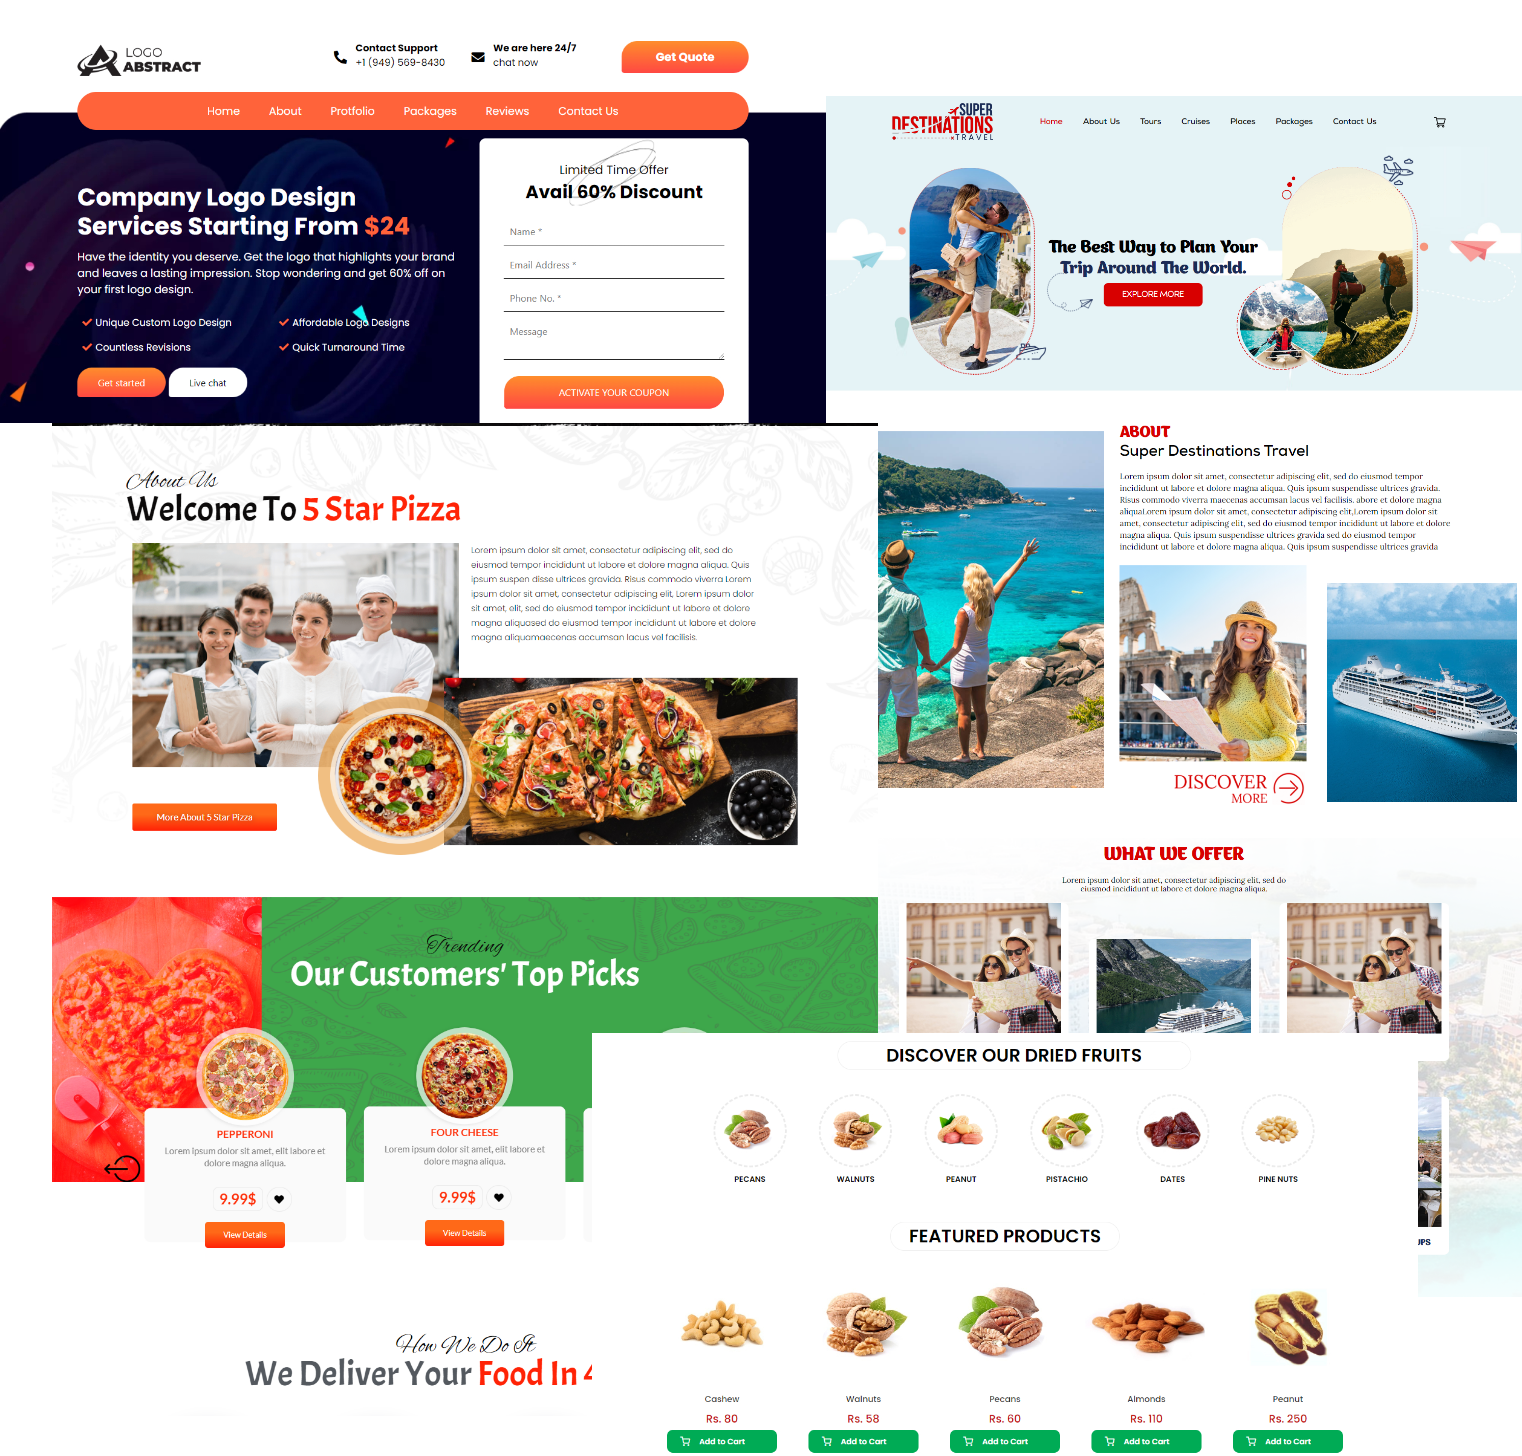 LOGO
ABSTRACT
Contact Support
+1 (949) 569-8430
We are here 24/7
chat now
Get Quote
Home About Protfolio Packages Reviews Contact Us
Company Logo Design
Services Starting From $24
Have the identity you deserve. Get the logo that highlights your brand
and leaves a lasting impression. Stop wondering and get 60% off on
your first logo design.
Unique Custom Logo Design
Affordable Logo Designs
Countless Revisions
Quick Turnaround Time
Get started
Live chat
Limited Time Offer
Avail 60% Discount
Name *
Email Address *
Phone No. *
Message
ACTIVATE YOUR COUPON
SUPER
DESTINATIONS
TRAVEL
Home About Us Tours Cruises Places Packages Contact Us
The Best Way to Plan Your
Trip Around The World.
EXPLORE MORE
About Us
Welcome To 5 Star Pizza
Lorem ipsum dolor sit amet, consectetur adipiscing elit, sed do
eiusmod tempor incididunt ut labore et dolore magna aliqua. Quis
ipsum suspen disse ultrices gravida. Risus commodo viverra Lorem
ipsum dolor sit amet, consectetur adipiscing elit, Lorem ipsum dolor
sit amet, elit, sed do eiusmod tempor incididunt ut labore et dolore
magna aliquased do eiusmod tempor incididunt ut labore et dolore
magna aliquamaecenas accumsan lacus vel facilisis.
More About 5 Star Pizza
ABOUT
Super Destinations Travel
Lorem ipsum dolor sit amet, consectetur adipiscing elit, sed do eiusmod tempor
incididunt ut labore et dolore magna aliqua. Quis ipsum suspendisse ultrices gravida.
Risus commodo viverra maecenas accumsan lacus vel facilisis. abore et dolore magna
aliquaLorem ipsum dolor sit amet, consectetur adipiscing elit,Lorem ipsum dolor sit
amet, consectetur adipiscing elit, sed do eiusmod tempor incididunt ut labore et dolore
magna aliqua. Quis ipsum suspendisse ultrices gravida sed do eiusmod tempor
incididunt ut labore et dolore magna aliqua. Quis ipsum suspendisse ultrices gravida
DISCOVER
MORE
WHAT WE OFFER
Lorem ipsum dolor sit amet, consectetur adipiscing elit, sed do
eiusmod incididunt ut labore et dolore magna aliqua.
Trending
Our Customers' Top Picks
PEPPERONI
Lorem ipsum dolor sit amet, elit labore et
dolore magna aliqua.
9.99$
View Details
FOUR CHEESE
Lorem ipsum dolor sit amet, elit labore et
dolore magna aliqua.
9.99$
View Details
How We Do It
We Deliver Your Food In 4
DISCOVER OUR DRIED FRUITS
PECANS WALNUTS PEANUT PISTACHIO DATES PINE NUTS
FEATURED PRODUCTS
Cashew Walnuts Pecans Almonds Peanut
Rs. 80 Rs. 58 Rs. 60 Rs. 110 Rs. 250
Add to Cart Add to Cart Add to Cart Add to Cart Add to Cart
UPS